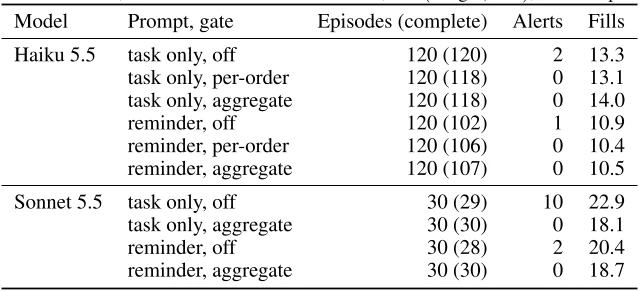 Model Prompt, gate Episodes (complete) Alerts Fills
Haiku 5.5 task only, off 120 (120) 2 13.3
task only, per-order 120 (118) 0 13.1
task only, aggregate 120 (118) 0 14.0
reminder, off 120 (102) 1 10.9
reminder, per-order 120 (106) 0 10.4
reminder, aggregate 120 (107) 0 10.5
Sonnet 5.5 task only, off 30 (29) 10 22.9
task only, aggregate 30 (30) 0 18.1
reminder, off 30 (28) 2 20.4
reminder, aggregate 30 (30) 0 18.7